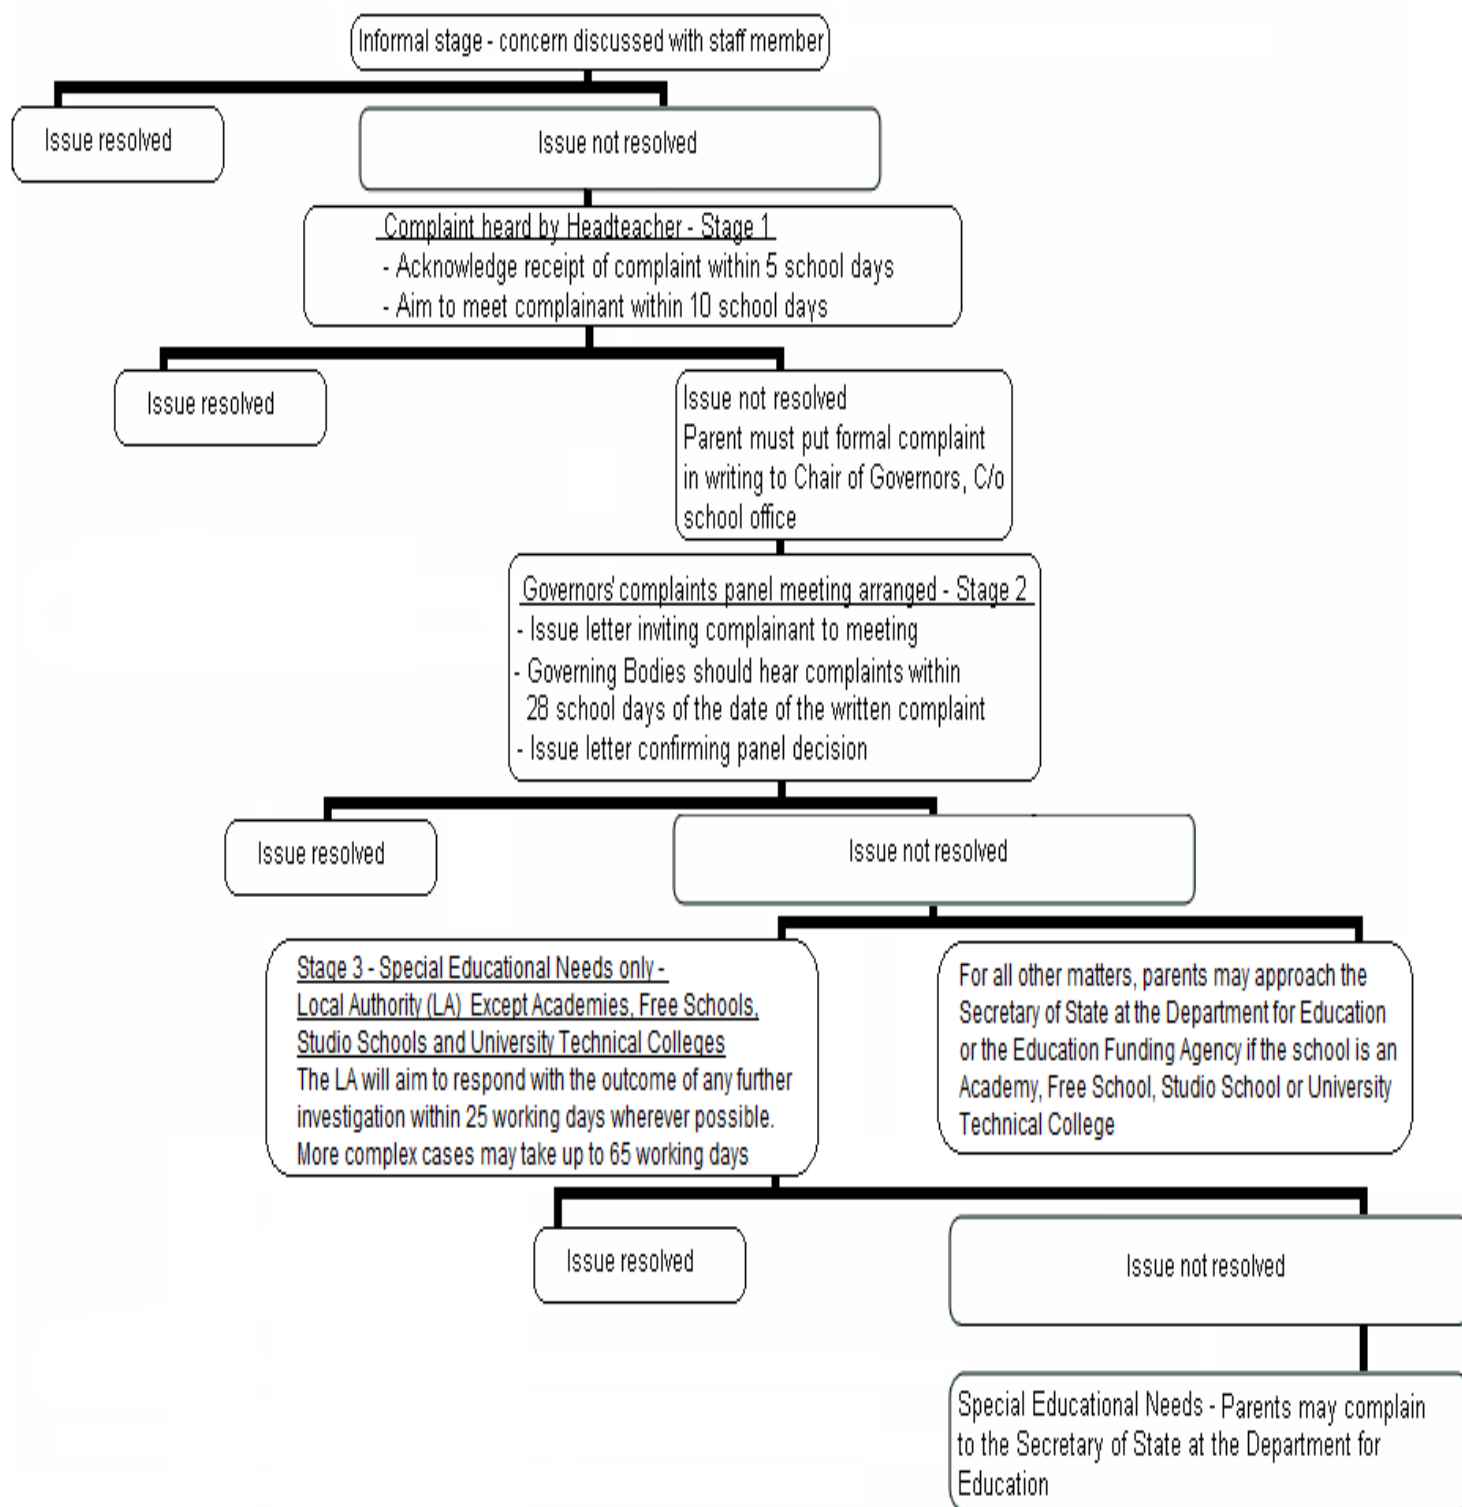 Informal stage - concern discussed with staff member
Issue resolved
Issue not resolved
Complaint heard by Headteacher - Stage 1
- Acknowledge receipt of complaint within 5 school days
- Aim to meet complainant within 10 school days
Issue resolved
Issue not resolved
Parent must put formal complaint
in writing to Chair of Governors, C/o
school office
Governors' complaints panel meeting arranged - Stage 2
- Issue letter inviting complainant to meeting
- Governing Bodies should hear complaints within
28 school days of the date of the written complaint
- Issue letter confirming panel decision
Issue resolved
Issue not resolved
Stage 3 - Special Educational Needs only -
Local Authority (LA) Except Academies, Free Schools,
Studio Schools and University Technical Colleges
The LA will aim to respond with the outcome of any further
investigation within 25 working days wherever possible.
More complex cases may take up to 65 working days
For all other matters, parents may approach the
Secretary of State at the Department for Education
or the Education Funding Agency if the school is an
Academy, Free School, Studio School or University
Technical College
Issue resolved
Issue not resolved
Special Educational Needs - Parents may complain
to the Secretary of State at the Department for
Education